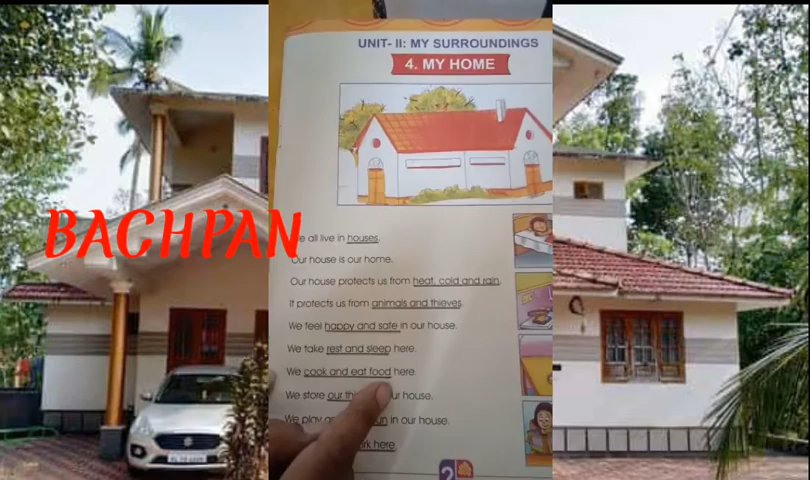 UNIT- II: MY SURROUNDINGS
4. MY HOME
BACHPAN
all live in houses.
Our house is our home.
Our house protects us from heat, cold and rain.
It protects us from animals and thieves.
We feel happy and safe in our house.
We take rest and sleep here.
We cook and eat food here.
We store our house.
We play in our house.
here.
2